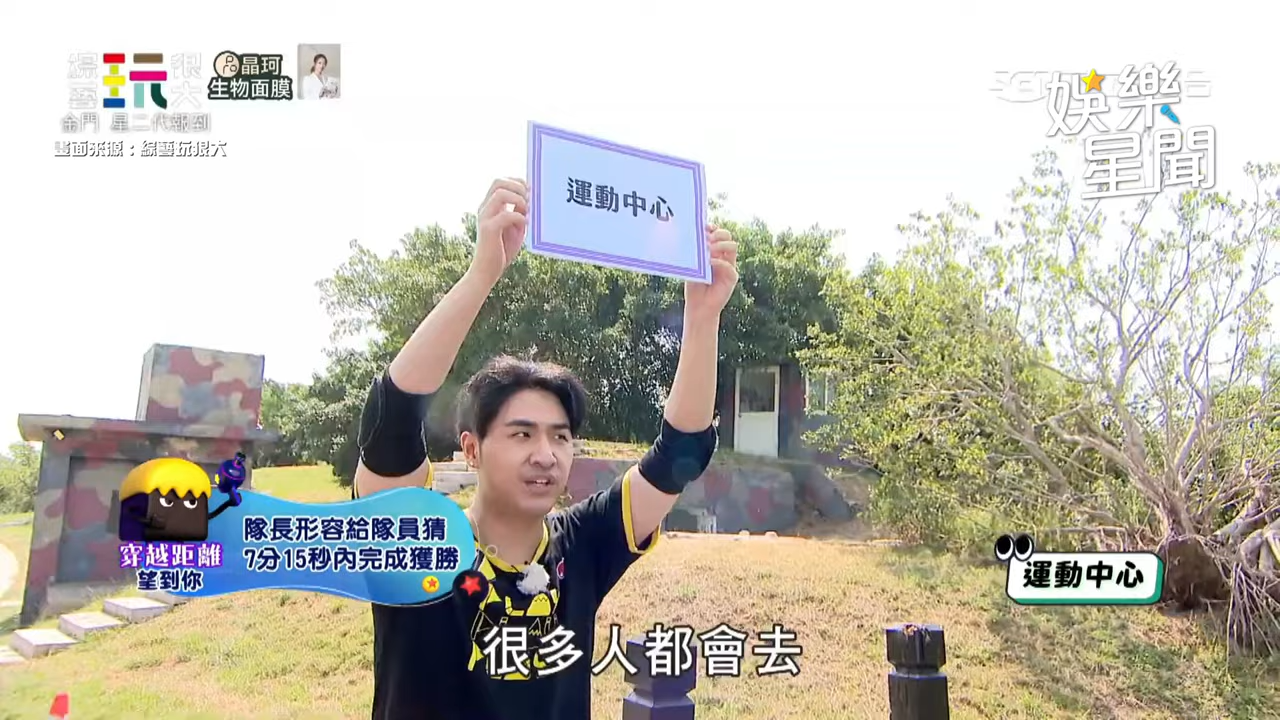 綜藝玩很大
金門 星二代報到
畫面來源：綜藝玩很大
晶珂
生物面膜
娛樂
星聞
運動中心
隊長形容給隊員猜
7分15秒內完成獲勝
穿越距離
望到你
運動中心
很多人都會去